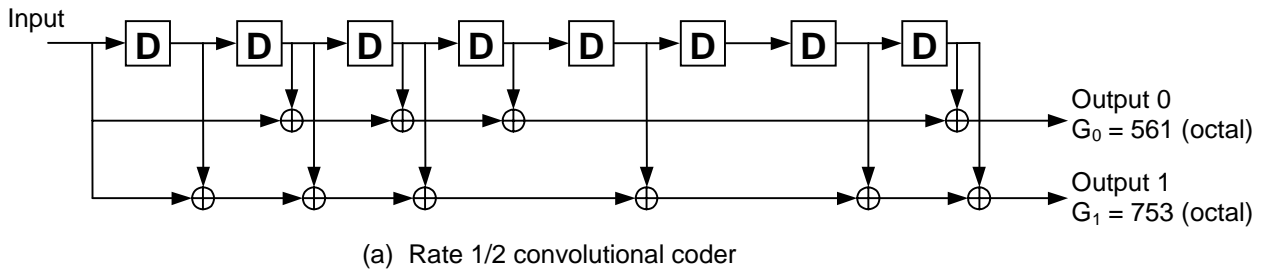 Input
D D D D D D D D
Output 0
G₀ = 561 (octal)
Output 1
G₁ = 753 (octal)
(a) Rate 1/2 convolutional coder